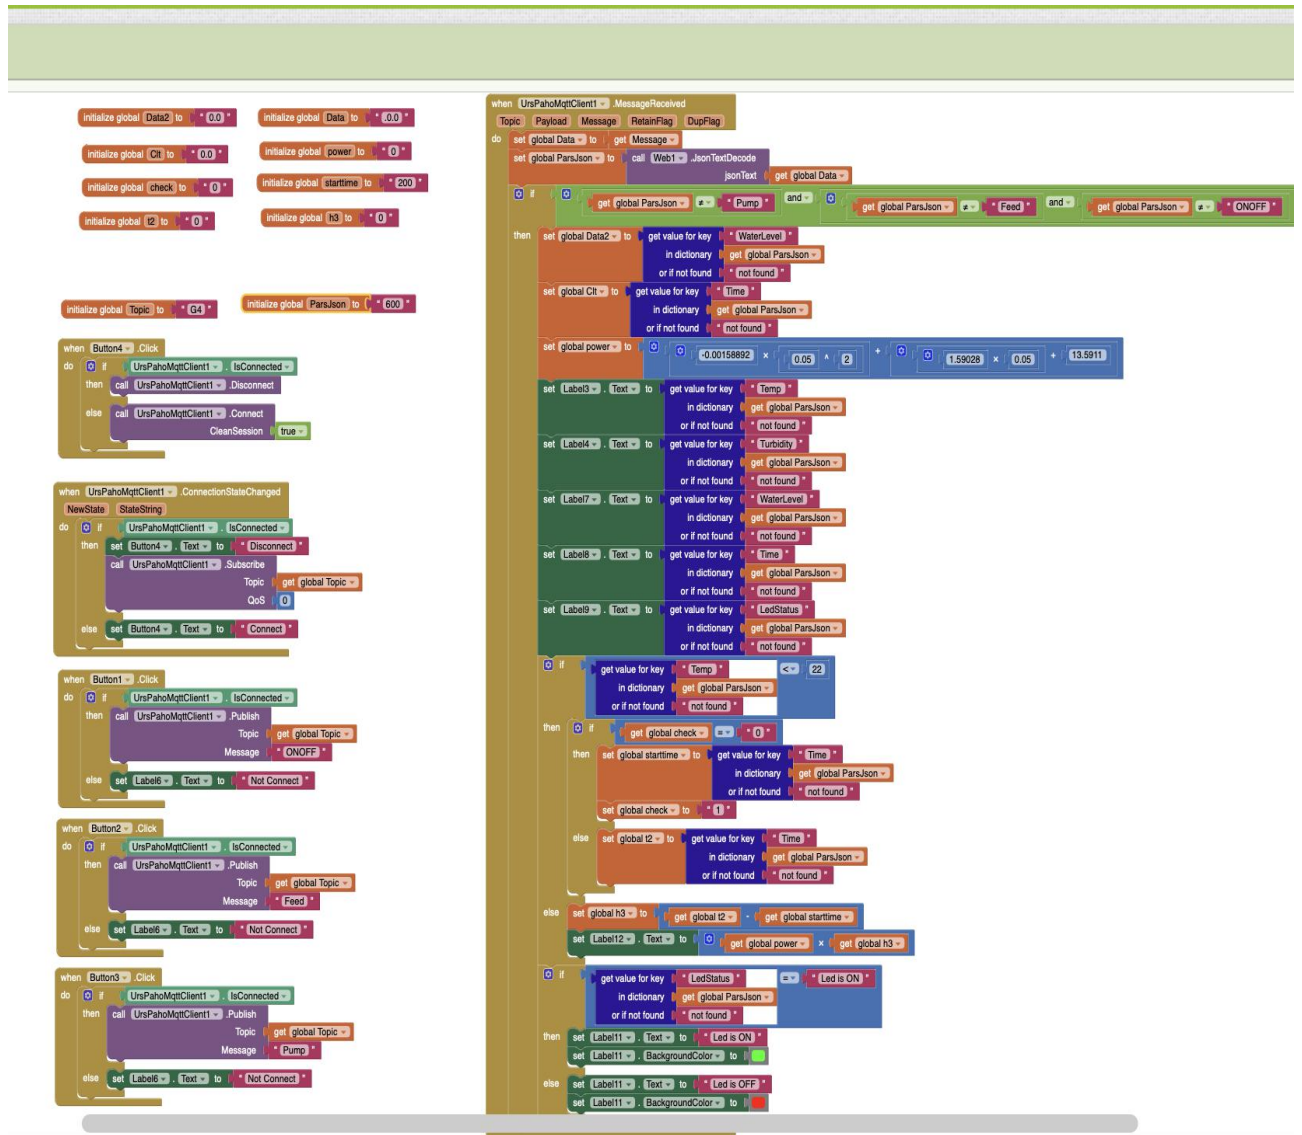 initialize global Data2 to " 0.0 "
initialize global Data to " .0.0 "
initialize global Clt to " 0.0 "
initialize global power to " 0 "
initialize global check to " 0 "
initialize global starttime to " 200 "
initialize global t2 to " 0 "
initialize global h3 to " 0 "
initialize global Topic to " G4 "
initialize global ParsJson to " 600 "
when Button4 .Click
do if UrsPahoMqttClient1 . IsConnected
then call UrsPahoMqttClient1 .Disconnect
else call UrsPahoMqttClient1 .Connect
CleanSession true
when UrsPahoMqttClient1 .ConnectionStateChanged
NewState StateString
do if UrsPahoMqttClient1 . IsConnected
then set Button4 . Text to " Disconnect "
call UrsPahoMqttClient1 .Subscribe
Topic get global Topic
QoS 0
else set Button4 . Text to " Connect "
when Button1 .Click
do if UrsPahoMqttClient1 . IsConnected
then call UrsPahoMqttClient1 .Publish
Topic get global Topic
Message " ONOFF "
else set Label6 . Text to " Not Connect "
when Button2 .Click
do if UrsPahoMqttClient1 . IsConnected
then call UrsPahoMqttClient1 .Publish
Topic get global Topic
Message " Feed "
else set Label6 . Text to " Not Connect "
when Button3 .Click
do if UrsPahoMqttClient1 . IsConnected
then call UrsPahoMqttClient1 .Publish
Topic get global Topic
Message " Pump "
else set Label6 . Text to " Not Connect "
when UrsPahoMqttClient1 .MessageReceived
Topic Payload Message RetainFlag DupFlag
do set global Data to get Message
set global ParsJson to call Web1 .JsonTextDecode
jsonText get global Data
if get global ParsJson ≠ " Pump " and get global ParsJson ≠ " Feed " and get global ParsJson ≠ " ONOFF "
then set global Data2 to get value for key " WaterLevel "
in dictionary get global ParsJson
or if not found " not found "
set global Clt to get value for key " Time "
in dictionary get global ParsJson
or if not found " not found "
set global power to -0.00158892 × 0.05 ^ 2 + 1.59028 × 0.05 + 13.5911
set Label3 . Text to get value for key " Temp "
in dictionary get global ParsJson
or if not found " not found "
set Label4 . Text to get value for key " Turbidity "
in dictionary get global ParsJson
or if not found " not found "
set Label7 . Text to get value for key " WaterLevel "
in dictionary get global ParsJson
or if not found " not found "
set Label8 . Text to get value for key " Time "
in dictionary get global ParsJson
or if not found " not found "
set Label9 . Text to get value for key " LedStatus "
in dictionary get global ParsJson
or if not found " not found "
if get value for key " Temp " < 22
in dictionary get global ParsJson
or if not found " not found "
then if get global check = " 0 "
then set global starttime to get value for key " Time "
in dictionary get global ParsJson
or if not found " not found "
set global check to " 1 "
else set global t2 to get value for key " Time "
in dictionary get global ParsJson
or if not found " not found "
else set global h3 to get global t2 - get global starttime
set Label12 . Text to get global power × get global h3
if get value for key " LedStatus " = " Led is ON "
in dictionary get global ParsJson
or if not found " not found "
then set Label11 . Text to " Led is ON "
set Label11 . BackgroundColor to
else set Label11 . Text to " Led is OFF "
set Label11 . BackgroundColor to